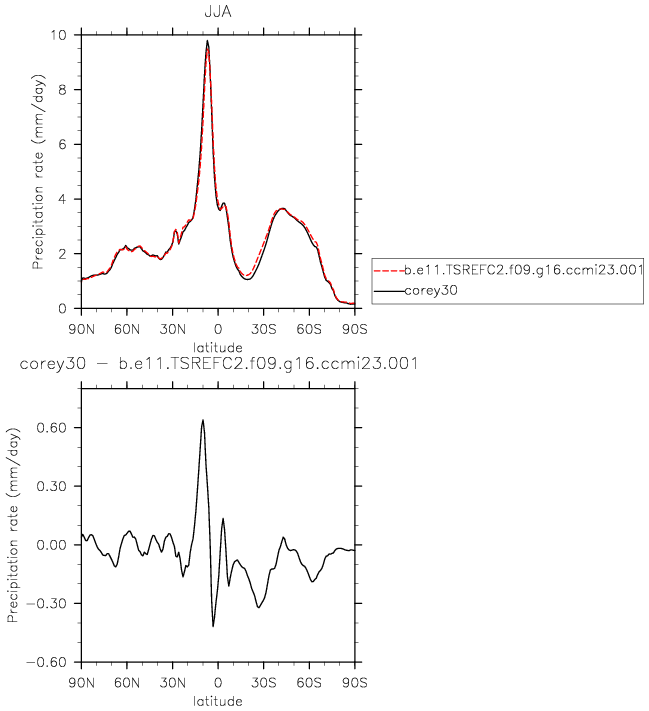 JJA
Precipitation rate (mm/day)
10
8
6
4
2
0
90N 60N 30N 0 30S 60S 90S
latitude
b.e11.TSREFC2.f09.g16.ccmi23.001
corey30
corey30 − b.e11.TSREFC2.f09.g16.ccmi23.001
Precipitation rate (mm/day)
0.60
0.30
0.00
−0.30
−0.60
90N 60N 30N 0 30S 60S 90S
latitude